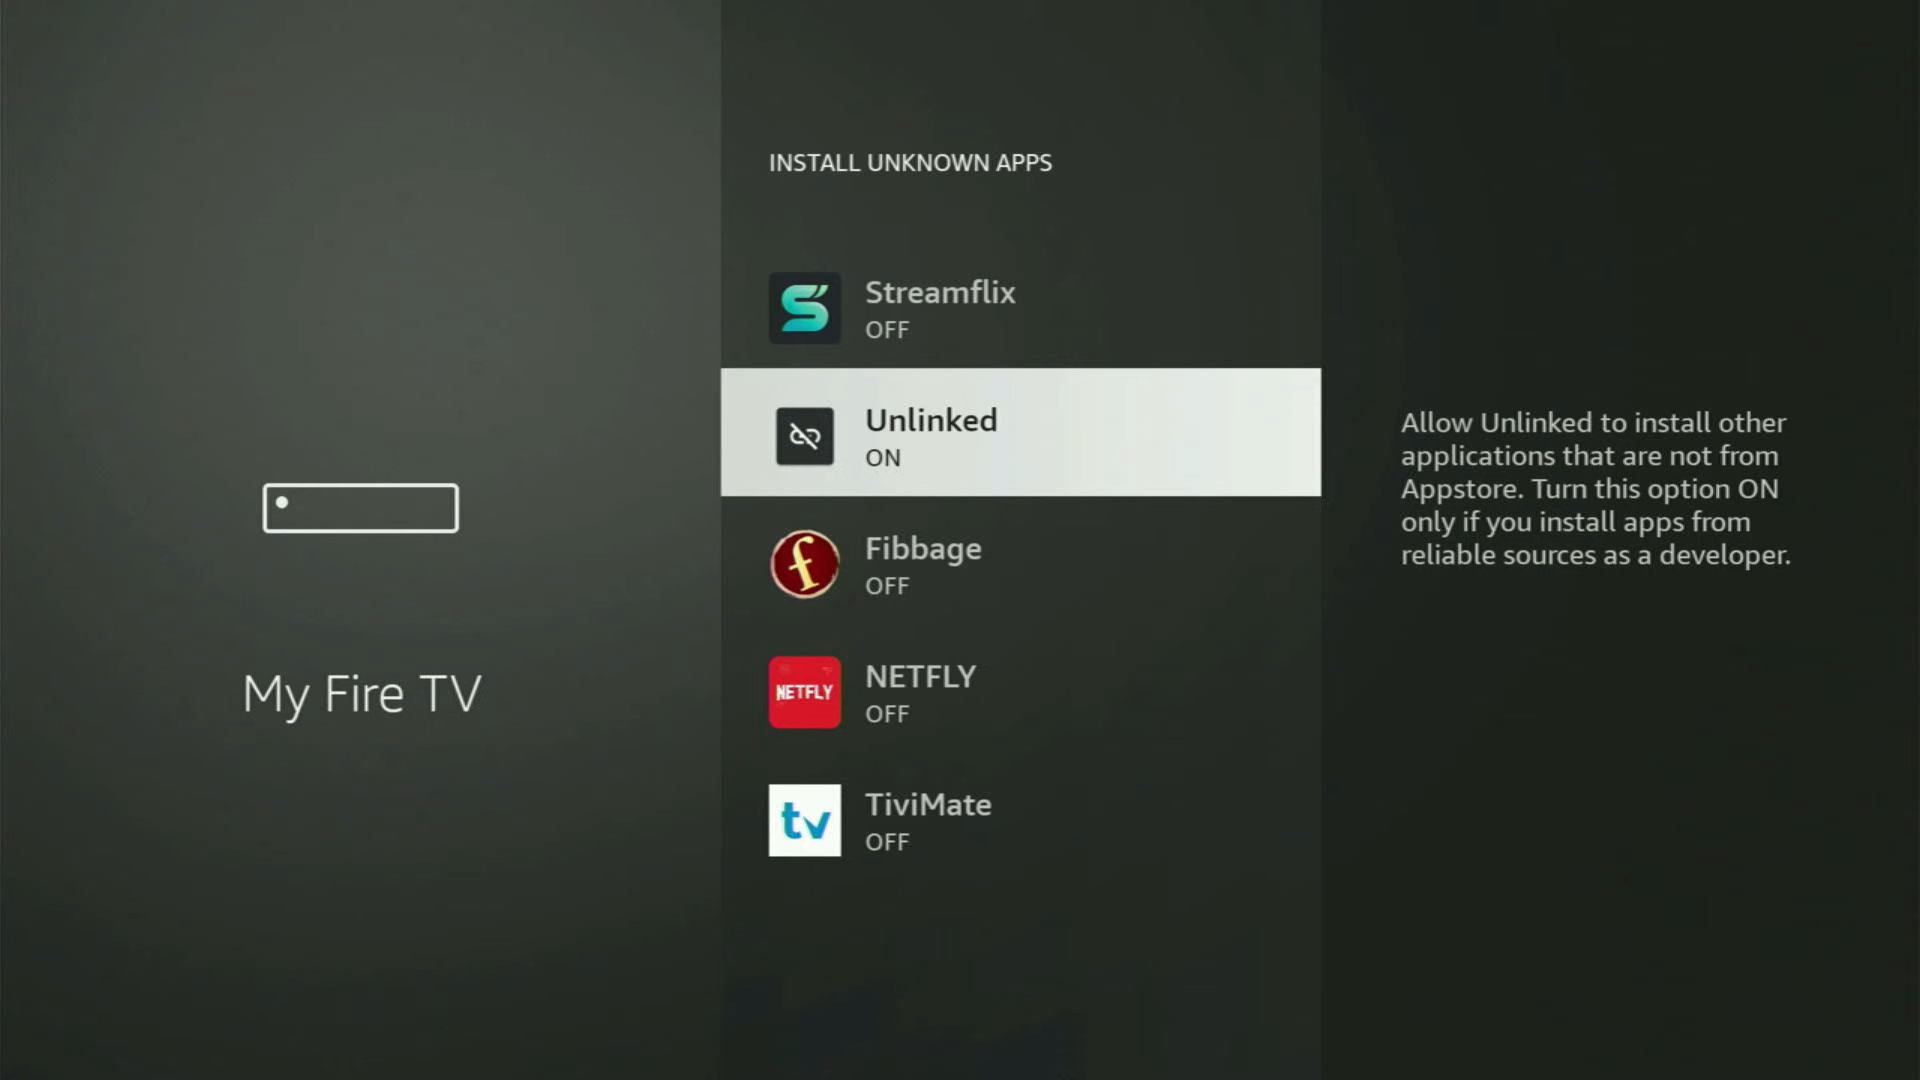 My Fire TV
INSTALL UNKNOWN APPS
Streamflix
OFF
Unlinked
ON
f
Fibbage
OFF
NETFLY
NETFLY
OFF
tv
TiviMate
OFF
Allow Unlinked to install other
applications that are not from
Appstore. Turn this option ON
only if you install apps from
reliable sources as a developer.